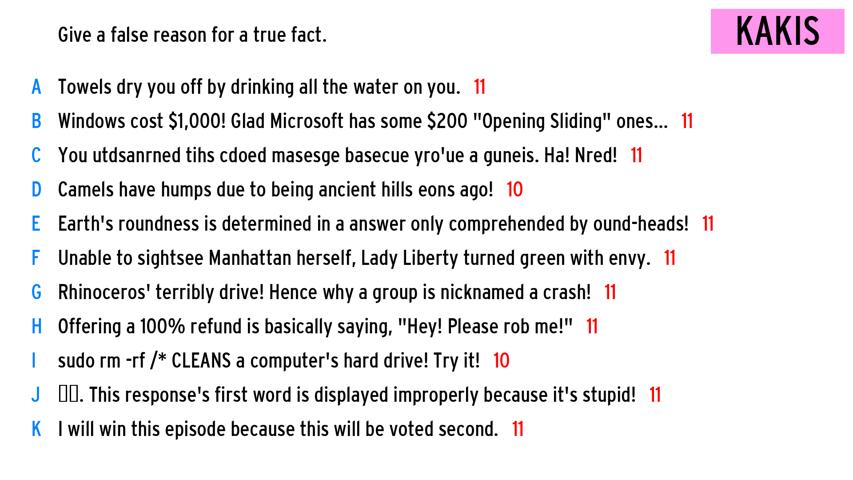 Give a false reason for a true fact.
KAKIS
A Towels dry you off by drinking all the water on you. 11
B Windows cost $1,000! Glad Microsoft has some $200 "Opening Sliding" ones... 11
C You utdsanrned tihs cdoed masesge basecue yro'ue a guneis. Ha! Nred! 11
D Camels have humps due to being ancient hills eons ago! 10
E Earth's roundness is determined in a answer only comprehended by ound-heads! 11
F Unable to sightsee Manhattan herself, Lady Liberty turned green with envy. 11
G Rhinoceros' terribly drive! Hence why a group is nicknamed a crash! 11
H Offering a 100% refund is basically saying, "Hey! Please rob me!" 11
I sudo rm -rf /* CLEANS a computer's hard drive! Try it! 10
J ▯▯. This response's first word is displayed improperly because it's stupid! 11
K I will win this episode because this will be voted second. 11